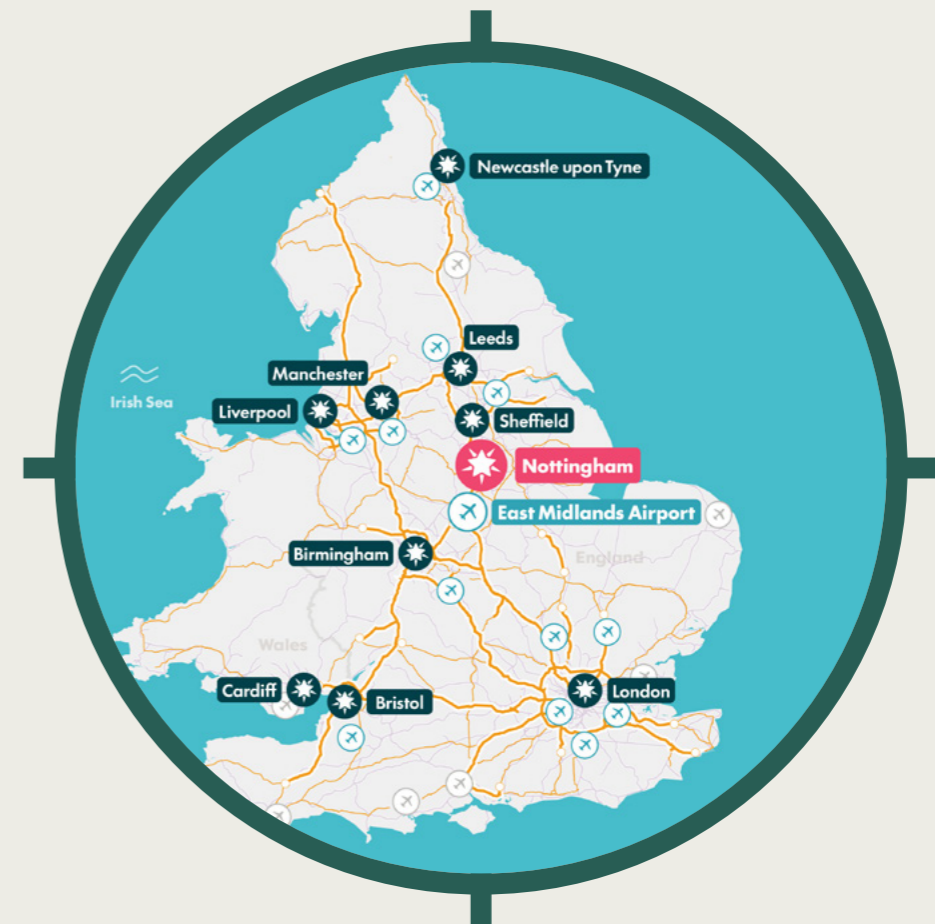 Newcastle upon Tyne
Leeds
Manchester
Irish Sea
Liverpool
Sheffield
Nottingham
East Midlands Airport
Birmingham
England
Wales
Cardiff
London
Bristol